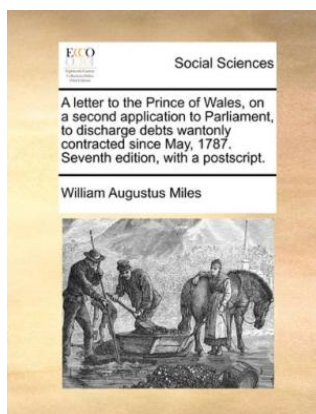 ECCO
Social Sciences
A letter to the Prince of Wales, on
a second application to Parliament,
to discharge debts wantonly
contracted since May, 1787.
Seventh edition, with a postscript.
William Augustus Miles